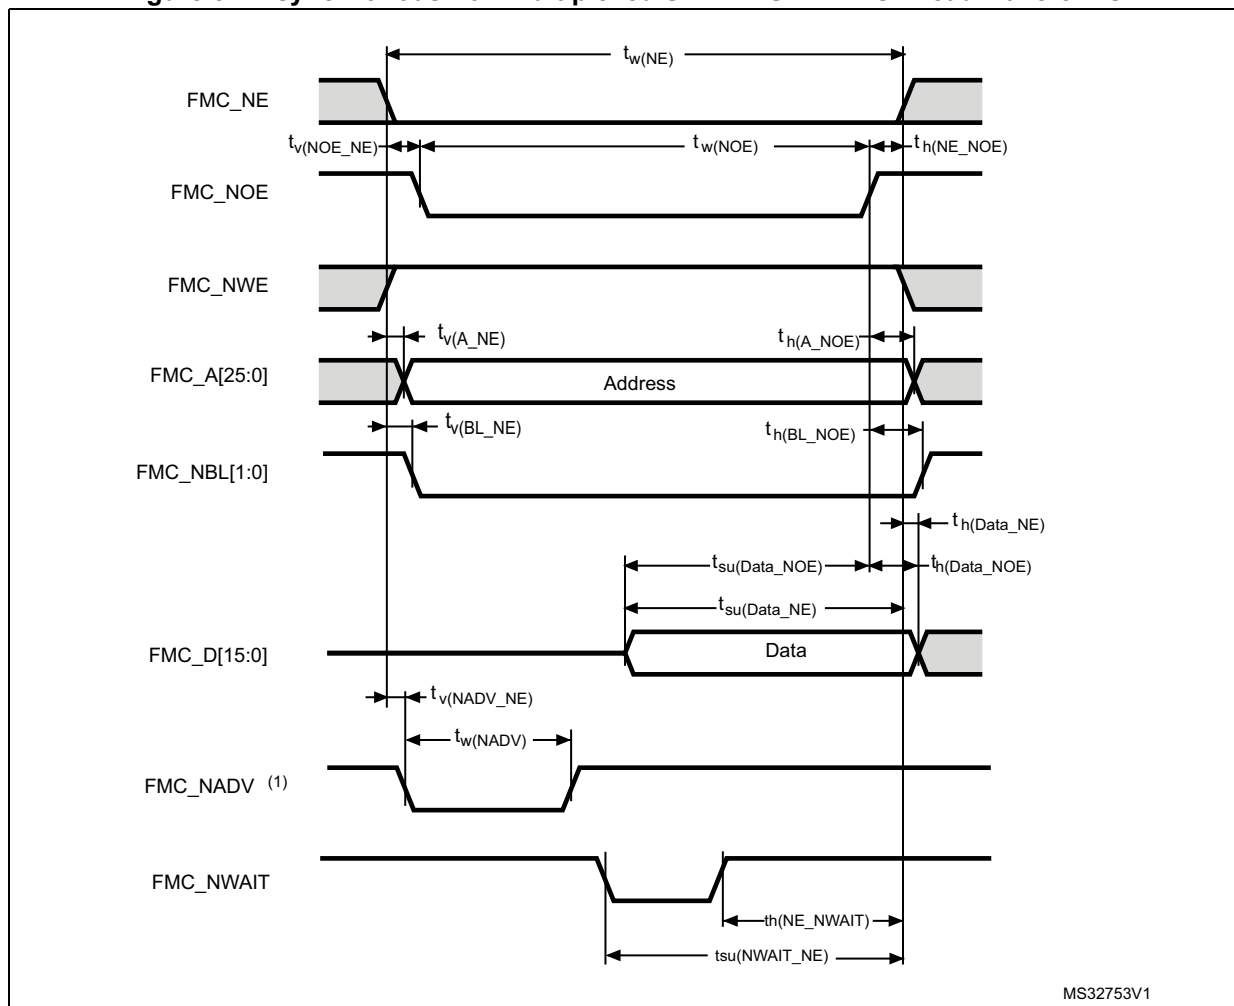 tw(NE)
FMC_NE
tv(NOE_NE)
tw(NOE)
th(NE_NOE)
FMC_NOE
FMC_NWE
tv(A_NE)
th(A_NOE)
FMC_A[25:0]
Address
tv(BL_NE)
th(BL_NOE)
FMC_NBL[1:0]
th(Data_NE)
tsu(Data_NOE)
th(Data_NOE)
tsu(Data_NE)
FMC_D[15:0]
Data
tv(NADV_NE)
tw(NADV)
FMC_NADV (1)
FMC_NWAIT
th(NE_NWAIT)
tsu(NWAIT_NE)
MS32753V1